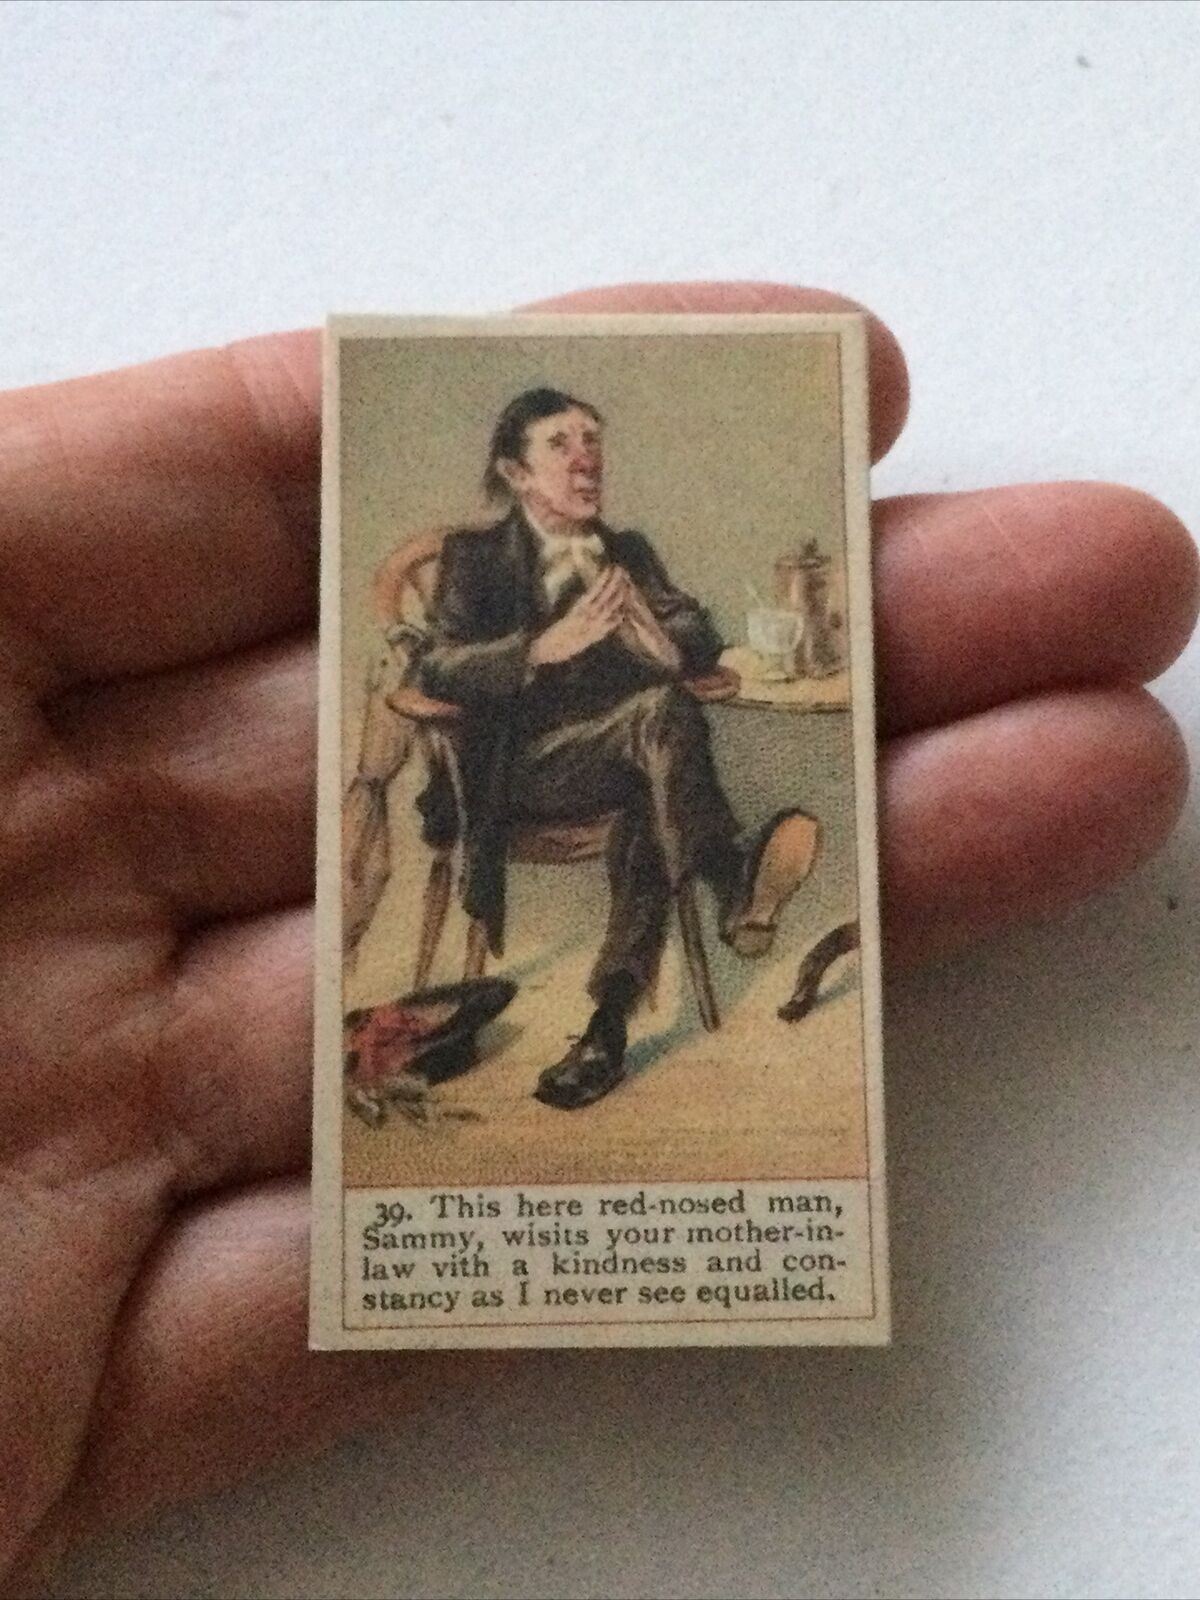 39. This here red-nosed man,
Sammy, wisits your mother-in-
law vith a kindness and con-
stancy as I never see equalled.